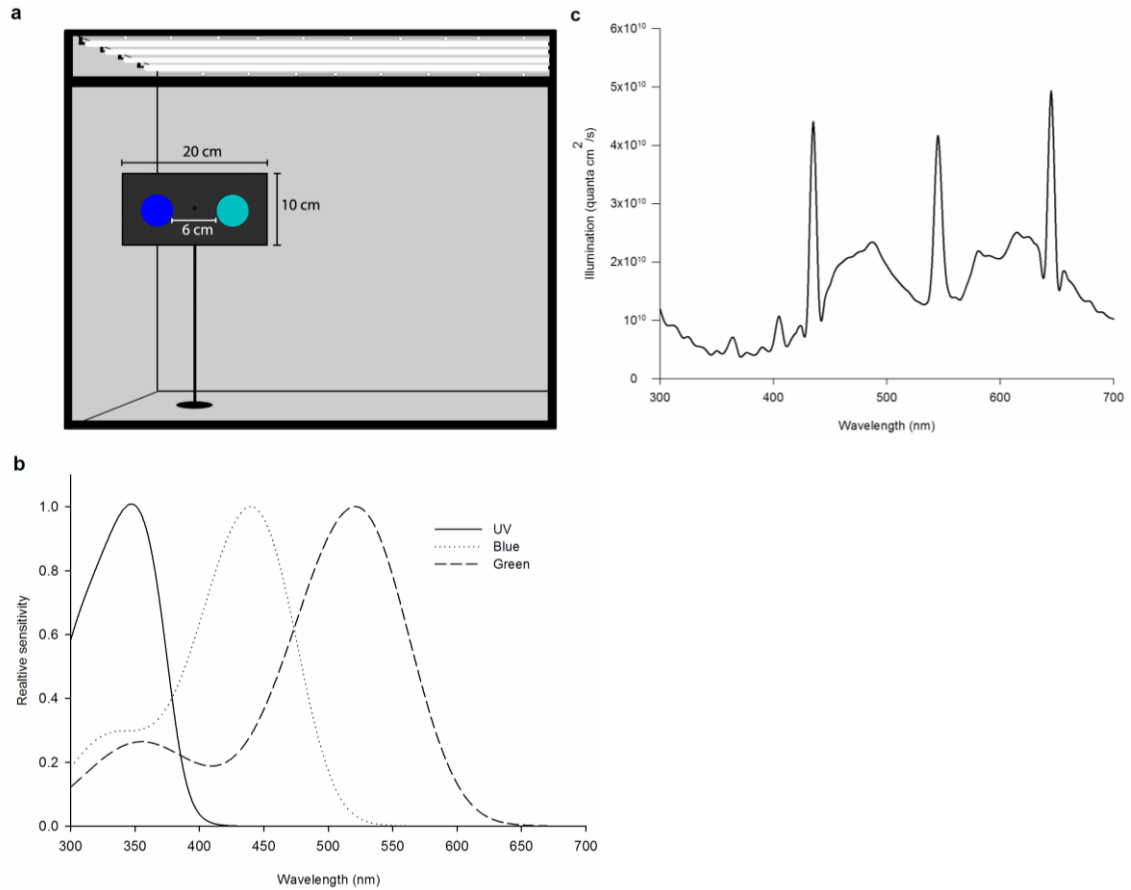 a
20 cm
10 cm
6 cm
c
6x10¹⁰
5x10¹⁰
4x10¹⁰
3x10¹⁰
2x10¹⁰
1x10¹⁰
0
Illumination (quanta cm²/s)
300 400 500 600 700
Wavelength (nm)
b
1.0
0.8
0.6
0.4
0.2
0.0
Realtive sensitivity
UV
Blue
Green
300 350 400 450 500 550 600 650 700
Wavelength (nm)